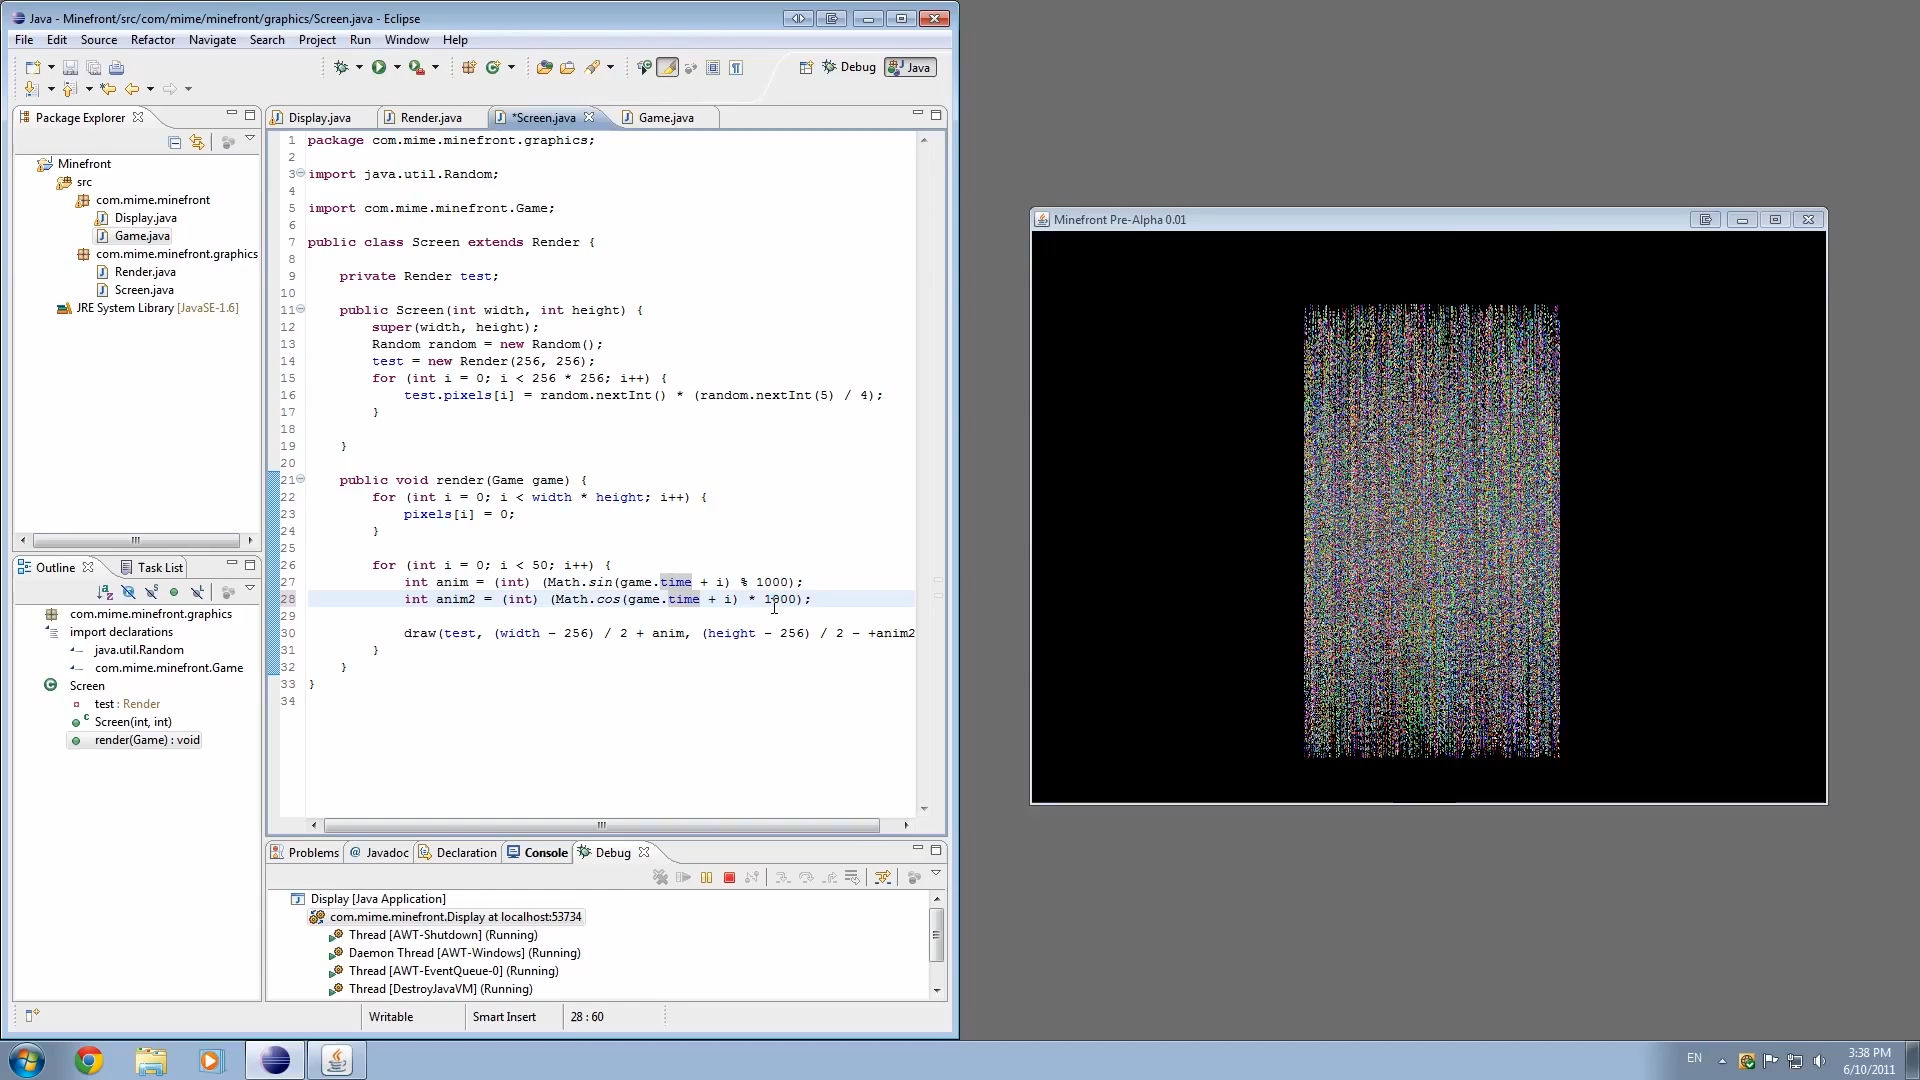 Java - Minefront/src/com/mime/minefront/graphics/Screen.java - Eclipse
File Edit Source Refactor Navigate Search Project Run Window Help
Debug Java
Package Explorer
Minefront
src
com.mime.minefront
Display.java
Game.java
com.mime.minefront.graphics
Render.java
Screen.java
JRE System Library [JavaSE-1.6]
Outline Task List
com.mime.minefront.graphics
import declarations
java.util.Random
com.mime.minefront.Game
Screen
test : Render
Screen(int, int)
render(Game) : void
Display.java Render.java *Screen.java Game.java
1 package com.mime.minefront.graphics;
2
3 import java.util.Random;
4
5 import com.mime.minefront.Game;
6
7 public class Screen extends Render {
8
9 private Render test;
10
11 public Screen(int width, int height) {
12 super(width, height);
13 Random random = new Random();
14 test = new Render(256, 256);
15 for (int i = 0; i < 256 * 256; i++) {
16 test.pixels[i] = random.nextInt() * (random.nextInt(5) / 4);
17 }
18
19 }
20
21 public void render(Game game) {
22 for (int i = 0; i < width * height; i++) {
23 pixels[i] = 0;
24 }
25
26 for (int i = 0; i < 50; i++) {
27 int anim = (int) (Math.sin(game.time + i) % 1000);
28 int anim2 = (int) (Math.cos(game.time + i) * 1000);
29
30 draw(test, (width - 256) / 2 + anim, (height - 256) / 2 - +anim2
31 }
32 }
33 }
34
Problems Javadoc Declaration Console Debug
Display [Java Application]
com.mime.minefront.Display at localhost:53734
Thread [AWT-Shutdown] (Running)
Daemon Thread [AWT-Windows] (Running)
Thread [AWT-EventQueue-0] (Running)
Thread [DestroyJavaVM] (Running)
Writable Smart Insert 28 : 60
Minefront Pre-Alpha 0.01
EN
3:38 PM
6/10/2011